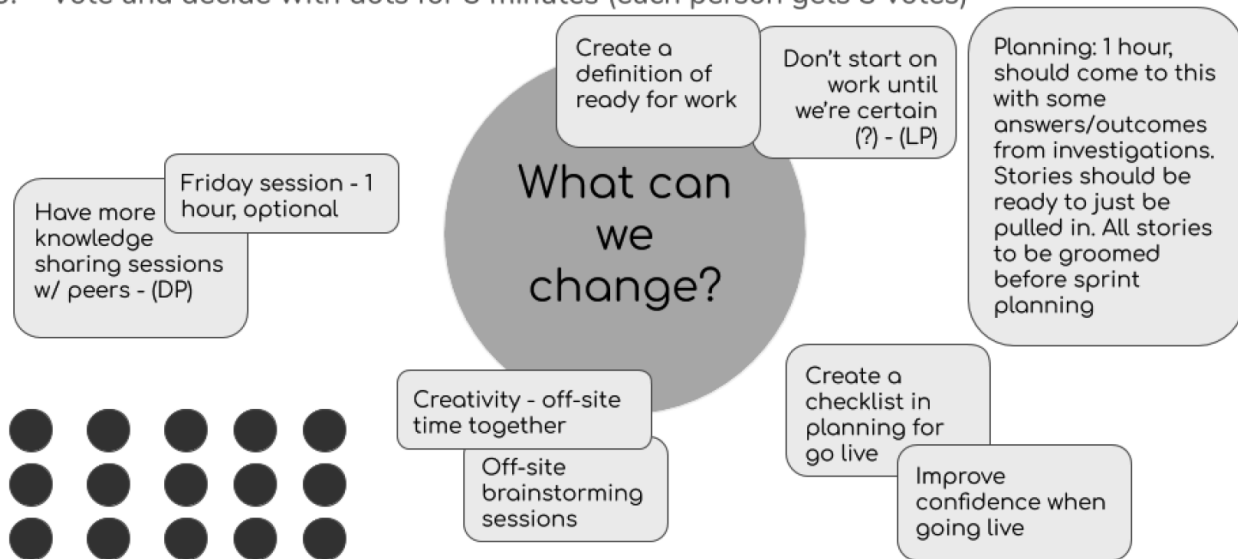 Vote and decide with dots for 3 minutes (each person gets 3 votes)
Create a
definition of
ready for work
Don't start on
work until
we're certain
(?) - (LP)
Planning: 1 hour,
should come to this
with some
answers/outcomes
from investigations.
Stories should be
ready to just be
pulled in. All stories
to be groomed
before sprint
planning
Friday session - 1
hour, optional
Have more
knowledge
sharing sessions
w/ peers - (DP)
What can
we
change?
Creativity - off-site
time together
Off-site
brainstorming
sessions
Create a
checklist in
planning for
go live
Improve
confidence when
going live